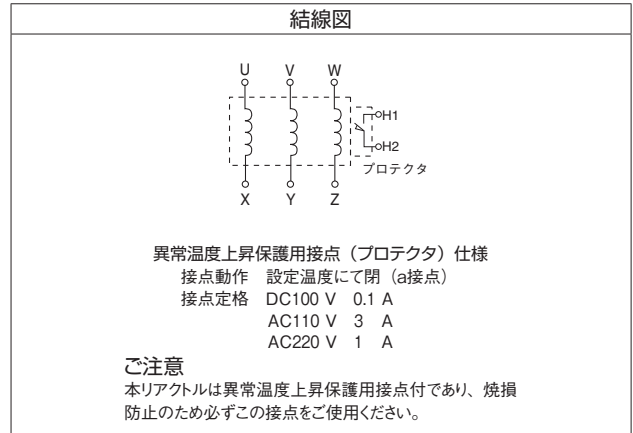 結線図
U V W
H1
H2
プロテクタ
X Y Z
異常温度上昇保護用接点（プロテクタ）仕様
接点動作 設定温度にて閉（a接点）
接点定格 DC100 V 0.1 A
AC110 V 3 A
AC220 V 1 A
ご注意
本リアクトルは異常温度上昇保護用接点付であり、焼損
防止のため必ずこの接点をご使用ください。